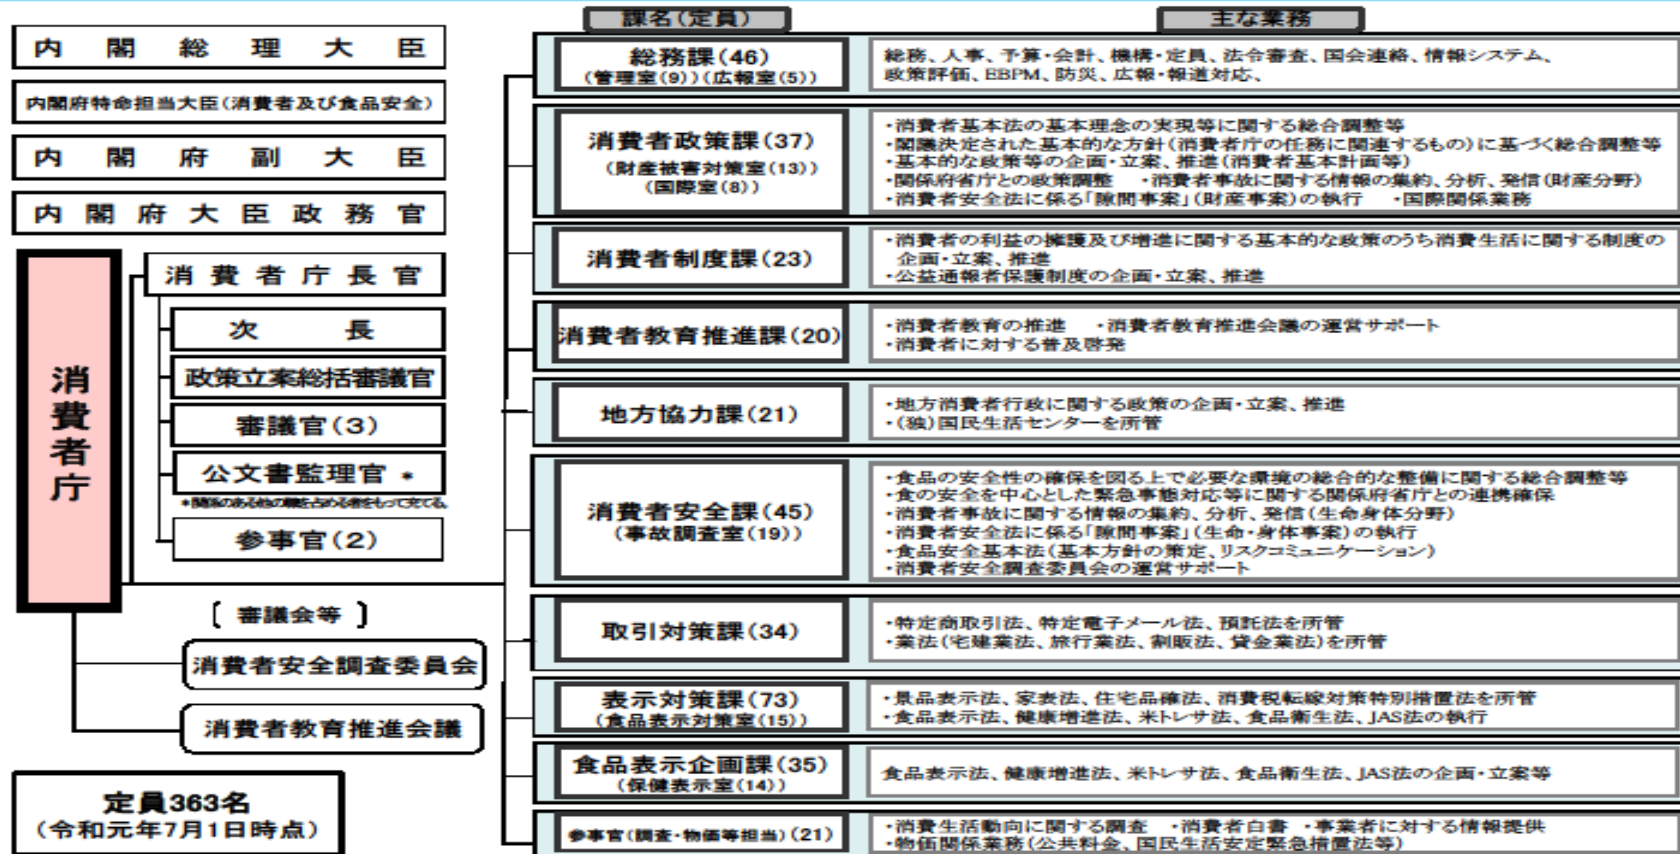 内閣総理大臣
内閣府特命担当大臣(消費者及び食品安全)
内閣府副大臣
内閣府大臣政務官
消費者庁
消費者庁長官
次長
政策立案総括審議官
審議官(3)
公文書監理官 *
*関係のある他の職を占める者をもって充てる。
参事官(2)
〔 審議会等 〕
消費者安全調査委員会
消費者教育推進会議
定員363名
(令和元年7月1日時点)
課名(定員)
主な業務
総務課(46)
(管理室(9))(広報室(5))
総務、人事、予算・会計、機構・定員、法令審査、国会連絡、情報システム、
政策評価、EBPM、防災、広報・報道対応、
消費者政策課(37)
(財産被害対策室(13))
(国際室(8))
・消費者基本法の基本理念の実現等に関する総合調整等
・閣議決定された基本的な方針(消費者庁の任務に関連するもの)に基づく総合調整等
・基本的な政策等の企画・立案、推進(消費者基本計画等)
・関係府省庁との政策調整 ・消費者事故に関する情報の集約、分析、発信(財産分野)
・消費者安全法に係る「隙間事案」(財産事案)の執行 ・国際関係業務
消費者制度課(23)
・消費者の利益の擁護及び増進に関する基本的な政策のうち消費生活に関する制度の
企画・立案、推進
・公益通報者保護制度の企画・立案、推進
消費者教育推進課(20)
・消費者教育の推進 ・消費者教育推進会議の運営サポート
・消費者に対する普及啓発
地方協力課(21)
・地方消費者行政に関する政策の企画・立案、推進
・(独)国民生活センターを所管
消費者安全課(45)
(事故調査室(19))
・食品の安全性の確保を図る上で必要な環境の総合的な整備に関する総合調整等
・食の安全を中心とした緊急事態対応等に関する関係府省庁との連携確保
・消費者事故に関する情報の集約、分析、発信(生命身体分野)
・消費者安全法に係る「隙間事案」(生命・身体事案)の執行
・食品安全基本法(基本方針の策定、リスクコミュニケーション)
・消費者安全調査委員会の運営サポート
取引対策課(34)
・特定商取引法、特定電子メール法、預託法を所管
・業法(宅建業法、旅行業法、割販法、貸金業法)を所管
表示対策課(73)
(食品表示対策室(15))
・景品表示法、家表法、住宅品確法、消費税転嫁対策特別措置法を所管
・食品表示法、健康増進法、米トレサ法、食品衛生法、JAS法の執行
食品表示企画課(35)
(保健表示室(14))
食品表示法、健康増進法、米トレサ法、食品衛生法、JAS法の企画・立案等
参事官(調査・物価等担当)(21)
・消費生活動向に関する調査 ・消費者白書 ・事業者に対する情報提供
・物価関係業務(公共料金、国民生活安定緊急措置法等)